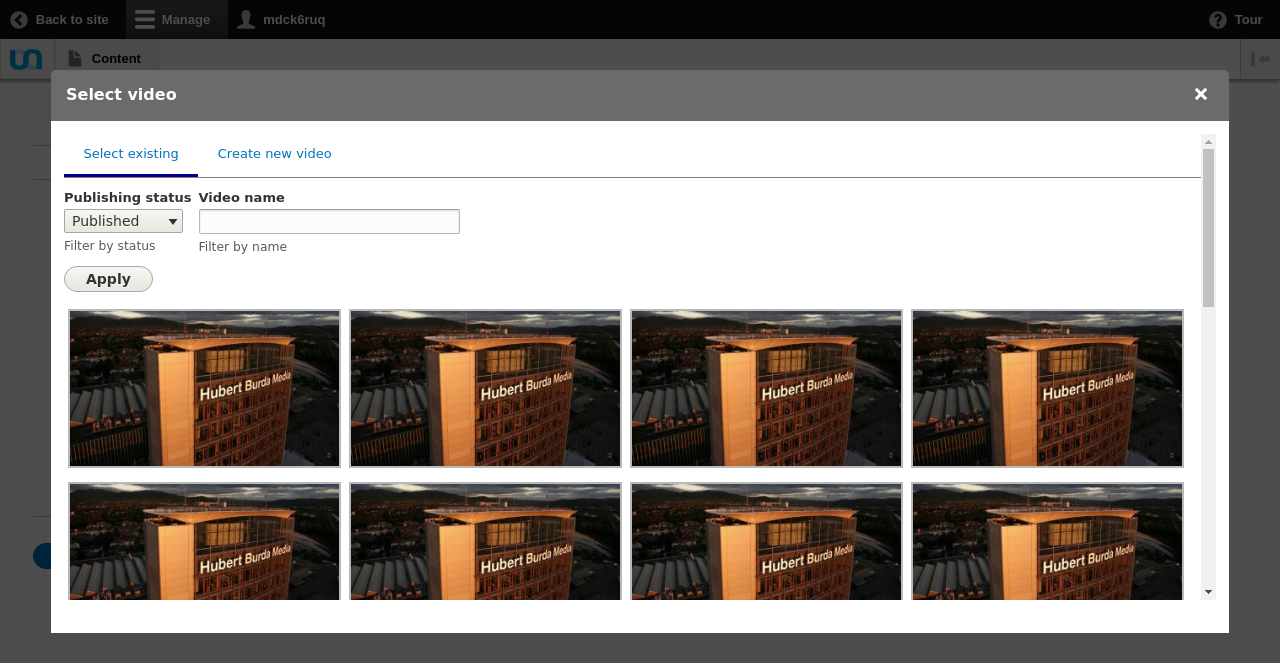 Back to site
Manage
mdck6ruq
Tour
Content
Select video
Select existing
Create new video
Publishing status
Video name
Published
Filter by status
Filter by name
Apply
Hubert Burda Media
Hubert Burda Media
Hubert Burda Media
Hubert Burda Media
Hubert Burda Media
Hubert Burda Media
Hubert Burda Media
Hubert Burda Media